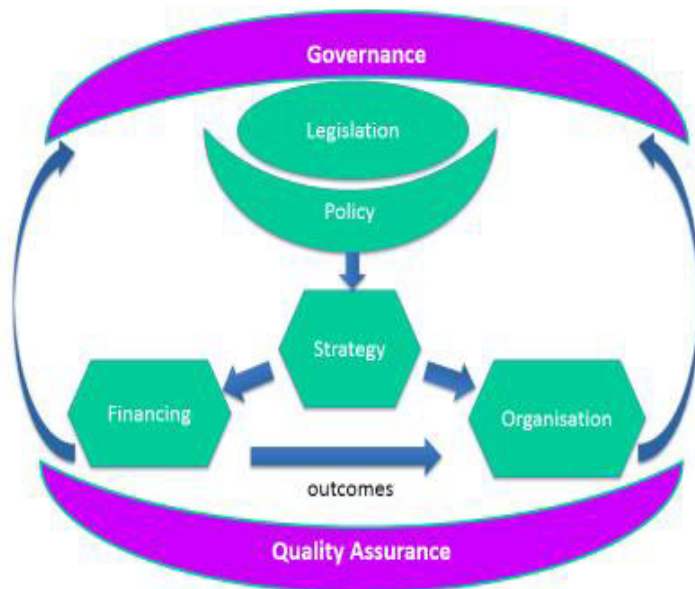 Governance
Legislation
Policy
Strategy
Financing
Organisation
outcomes
Quality Assurance